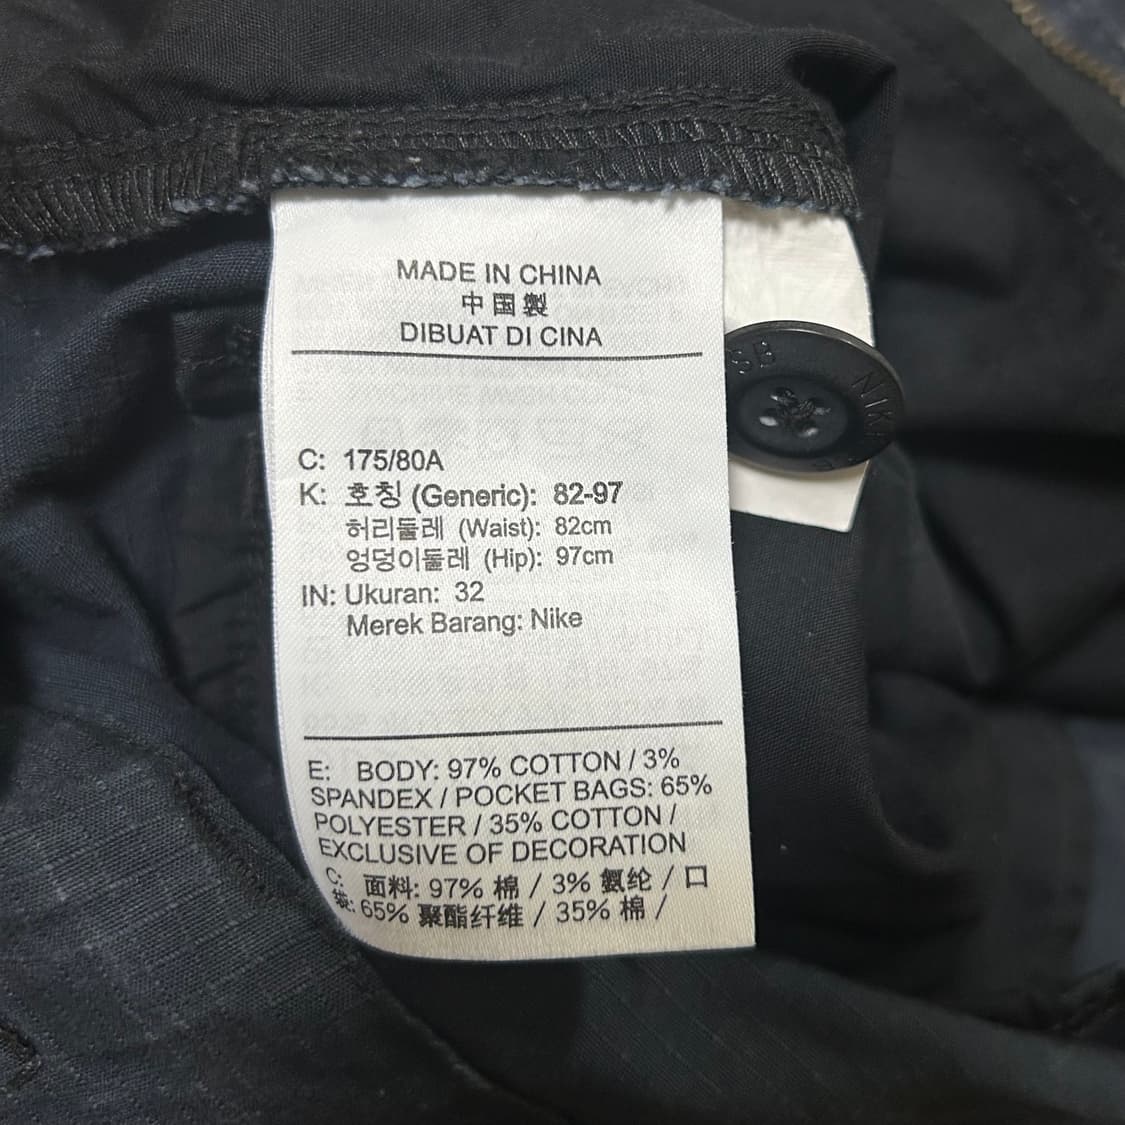 MADE IN CHINA
中国製
DIBUAT DI CINA
C: 175/80A
K: 호칭 (Generic): 82-97
허리둘레 (Waist): 82cm
엉덩이둘레 (Hip): 97cm
IN: Ukuran: 32
Merek Barang: Nike
E: BODY: 97% COTTON / 3%
SPANDEX / POCKET BAGS: 65%
POLYESTER / 35% COTTON /
EXCLUSIVE OF DECORATION
C: 面料: 97% 棉 / 3% 氨纶 / 口
袋: 65% 聚酯纤维 / 35% 棉 /
SB NIKE